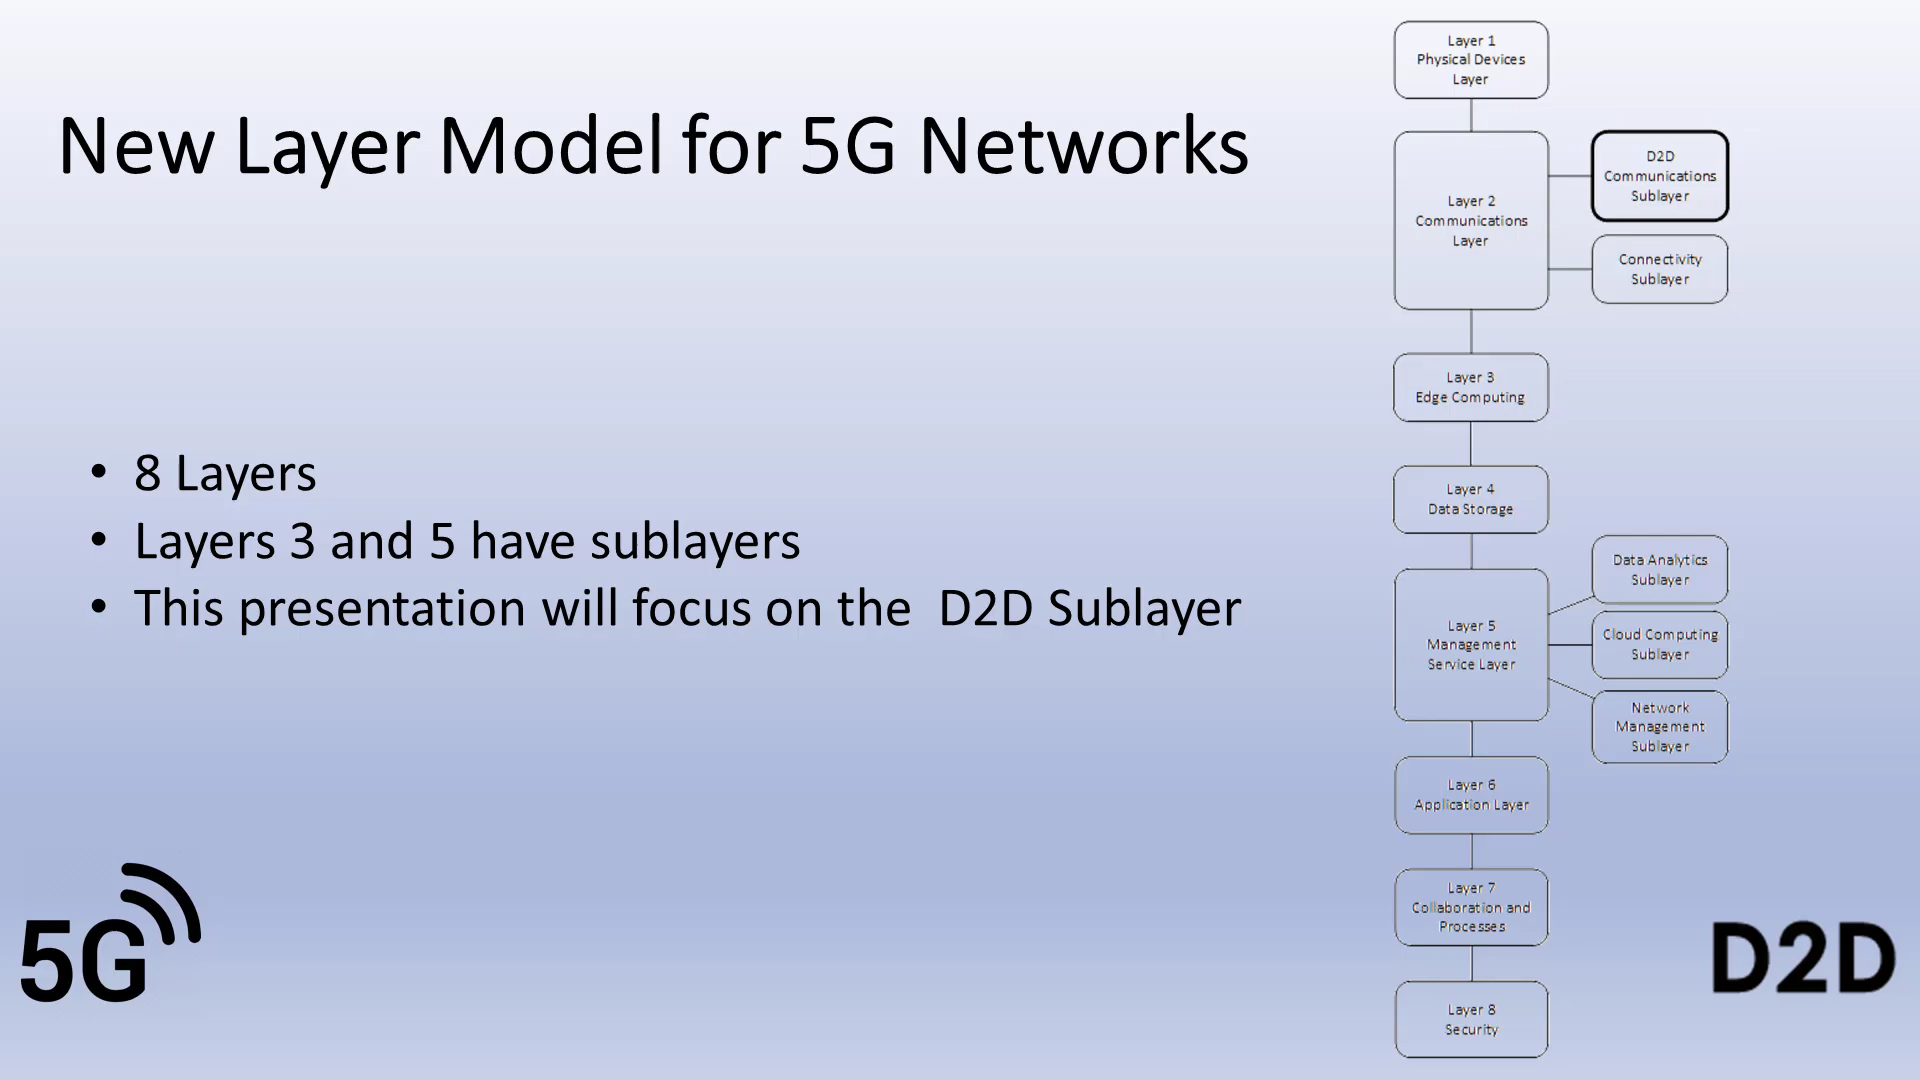 New Layer Model for 5G Networks
• 8 Layers
• Layers 3 and 5 have sublayers
• This presentation will focus on the  D2D Sublayer
Layer 1
Physical Devices
Layer
Layer 2
Communications
Layer
D2D
Communications
Sublayer
Connectivity
Sublayer
Layer 3
Edge Computing
Layer 4
Data Storage
Layer 5
Management
Service Layer
Data Analytics
Sublayer
Cloud Computing
Sublayer
Network
Management
Sublayer
Layer 6
Application Layer
Layer 7
Collaboration and
Processes
Layer 8
Security
5G
D2D